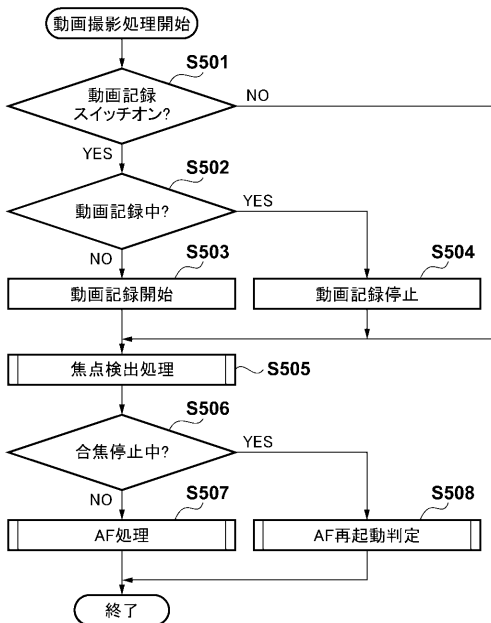 動画撮影処理開始
S501
動画記録
スイッチオン?
NO
YES
S502
動画記録中?
YES
NO
S503
S504
動画記録開始
動画記録停止
焦点検出処理
S505
S506
合焦停止中?
YES
NO
S507
S508
AF処理
AF再起動判定
終了